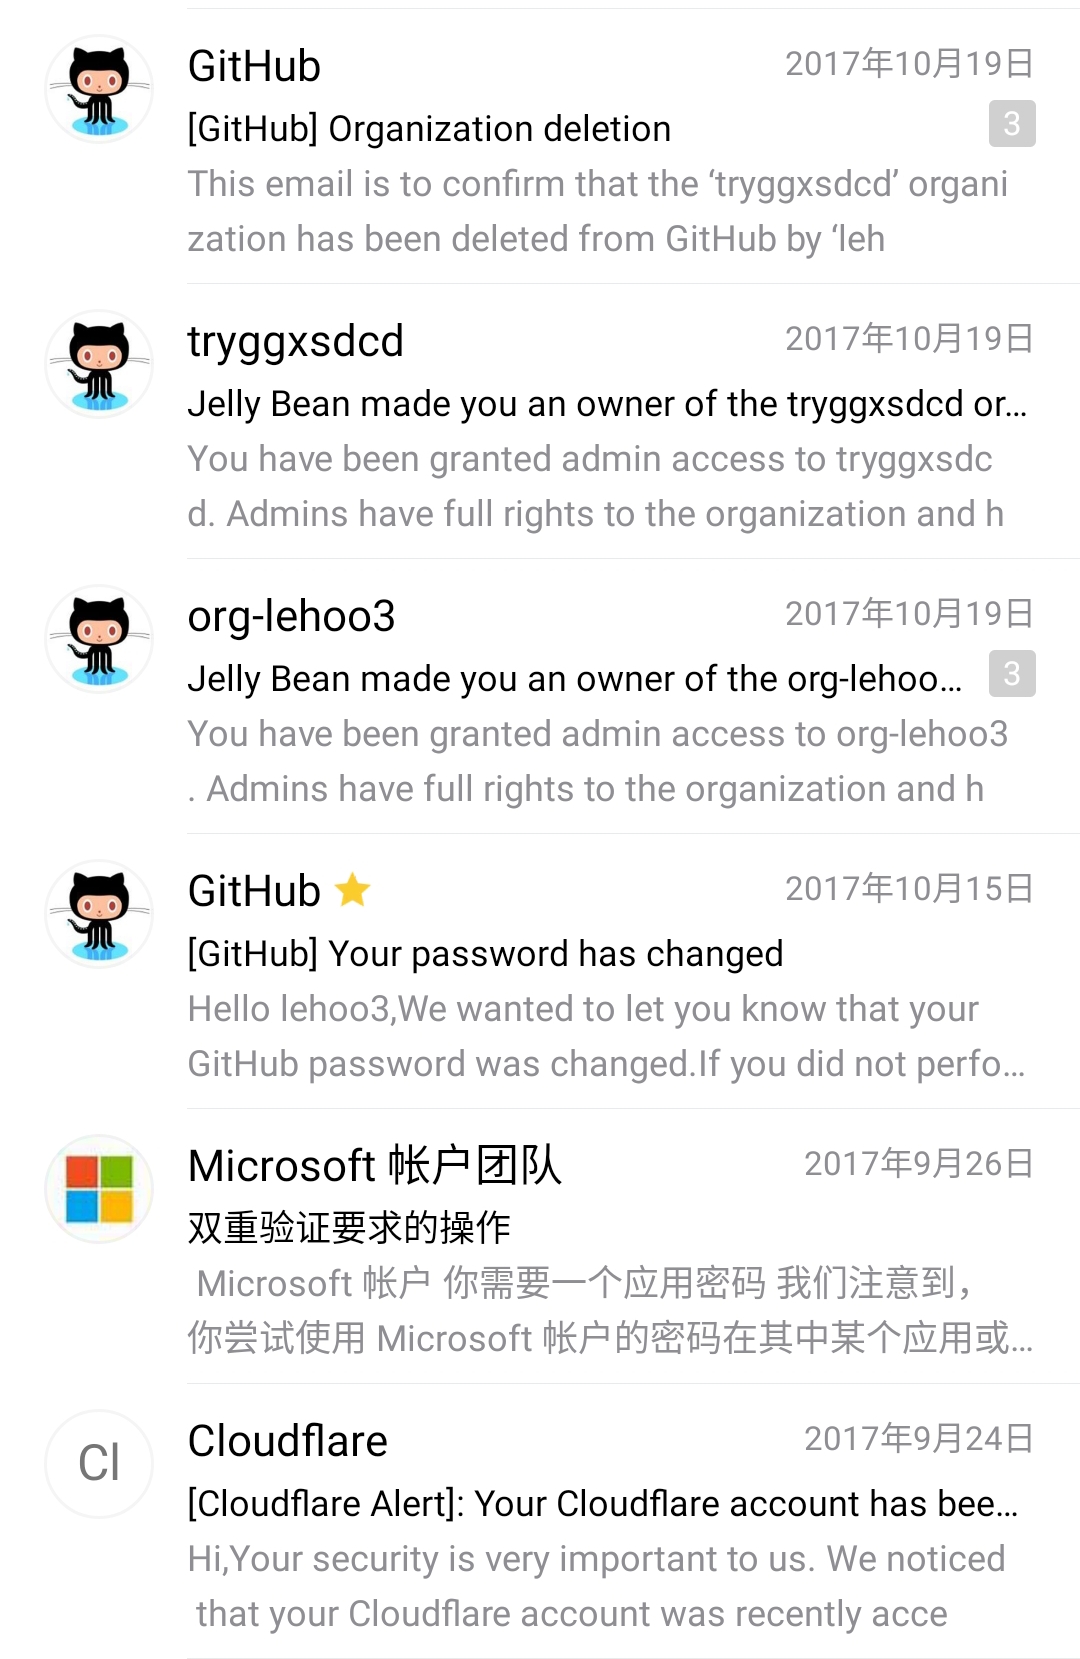 GitHub 2017年10月19日
[GitHub] Organization deletion 3
This email is to confirm that the ‘tryggxsdcd’ organi
zation has been deleted from GitHub by ‘leh
tryggxsdcd 2017年10月19日
Jelly Bean made you an owner of the tryggxsdcd or…
You have been granted admin access to tryggxsdc
d. Admins have full rights to the organization and h
org-lehoo3 2017年10月19日
Jelly Bean made you an owner of the org-lehoo… 3
You have been granted admin access to org-lehoo3
. Admins have full rights to the organization and h
GitHub 2017年10月15日
[GitHub] Your password has changed
Hello lehoo3,We wanted to let you know that your
GitHub password was changed.If you did not perfo…
Microsoft 帐户团队 2017年9月26日
双重验证要求的操作
Microsoft 帐户 你需要一个应用密码 我们注意到，
你尝试使用 Microsoft 帐户的密码在其中某个应用或…
Cl Cloudflare 2017年9月24日
[Cloudflare Alert]: Your Cloudflare account has bee…
Hi,Your security is very important to us. We noticed
that your Cloudflare account was recently acce